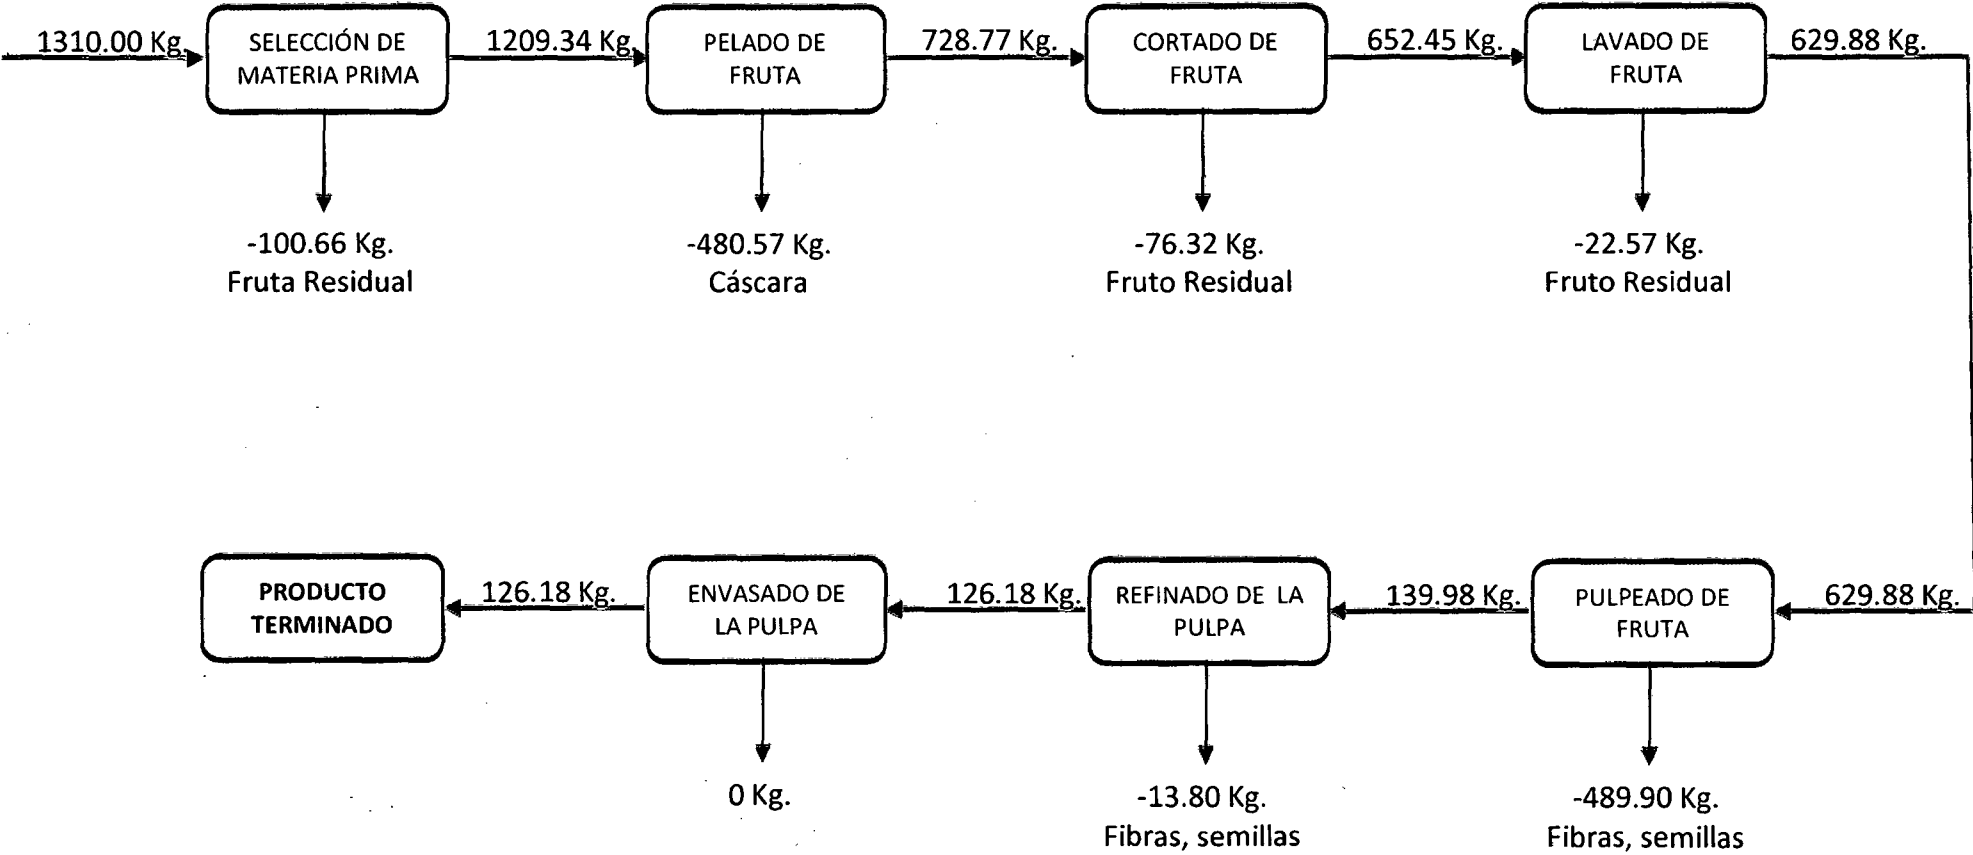 1310.00 Kg.
SELECCIÓN DE
MATERIA PRIMA
1209.34 Kg.
PELADO DE
FRUTA
728.77 Kg.
CORTADO DE
FRUTA
652.45 Kg.
LAVADO DE
FRUTA
629.88 Kg.
-100.66 Kg.
Fruta Residual
-480.57 Kg.
Cáscara
-76.32 Kg.
Fruto Residual
-22.57 Kg.
Fruto Residual
PRODUCTO
TERMINADO
126.18 Kg.
ENVASADO DE
LA PULPA
126.18 Kg.
REFINADO DE LA
PULPA
139.98 Kg.
PULPEADO DE
FRUTA
629.88 Kg.
0 Kg.
-13.80 Kg.
Fibras, semillas
-489.90 Kg.
Fibras, semillas